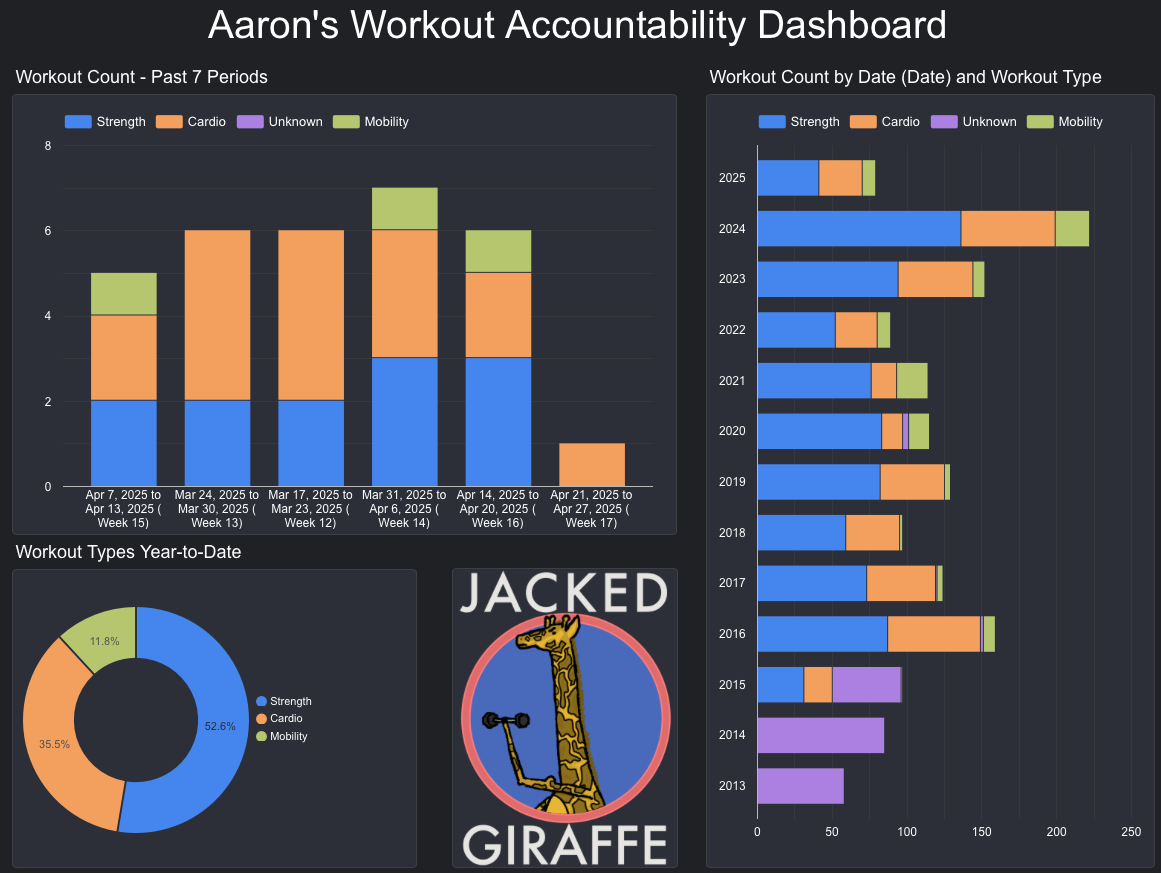 Aaron's Workout Accountability Dashboard
Workout Count - Past 7 Periods
Strength Cardio Unknown Mobility
8
6
4
2
0
Apr 7, 2025 to
Apr 13, 2025 (
Week 15)
Mar 24, 2025 to
Mar 30, 2025 (
Week 13)
Mar 17, 2025 to
Mar 23, 2025 (
Week 12)
Mar 31, 2025 to
Apr 6, 2025 (
Week 14)
Apr 14, 2025 to
Apr 20, 2025 (
Week 16)
Apr 21, 2025 to
Apr 27, 2025 (
Week 17)
Workout Types Year-to-Date
11.8%
52.6%
35.5%
Strength
Cardio
Mobility
JACKED
GIRAFFE
Workout Count by Date (Date) and Workout Type
Strength Cardio Unknown Mobility
2025
2024
2023
2022
2021
2020
2019
2018
2017
2016
2015
2014
2013
0 50 100 150 200 250